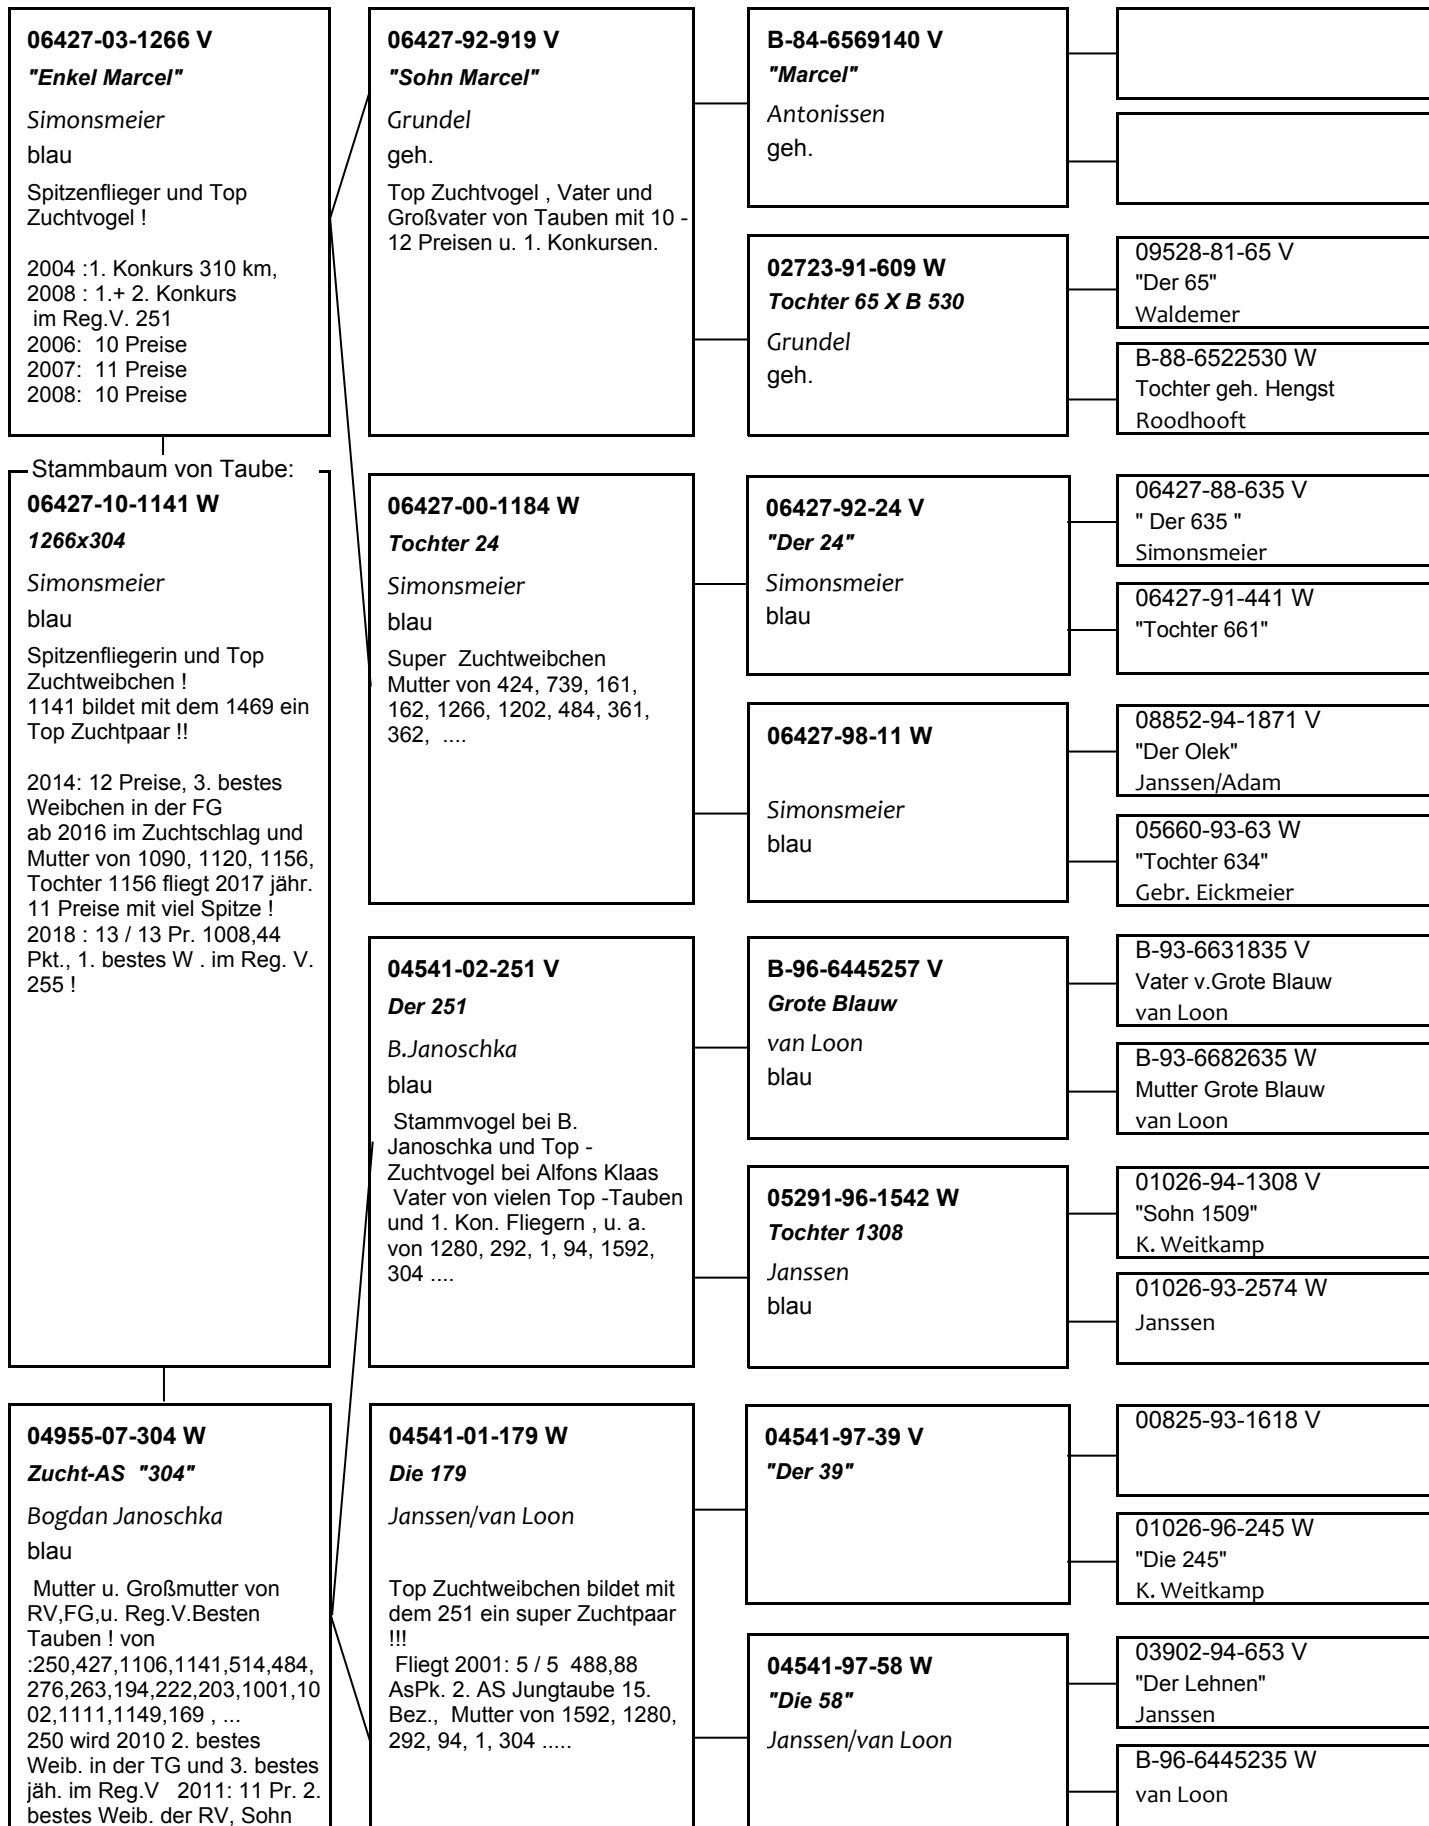 06427-03-1266 V
"Enkel Marcel"
Simonsmeier
blau
Spitzenflieger und Top
Zuchtvogel !
2004 :1. Konkurs 310 km,
2008 : 1.+ 2. Konkurs
im Reg.V. 251
2006: 10 Preise
2007: 11 Preise
2008: 10 Preise
Stammbaum von Taube:
06427-10-1141 W
1266x304
Simonsmeier
blau
Spitzenfliegerin und Top
Zuchtweibchen !
1141 bildet mit dem 1469 ein
Top Zuchtpaar !!
2014: 12 Preise, 3. bestes
Weibchen in der FG
ab 2016 im Zuchtschlag und
Mutter von 1090, 1120, 1156,
Tochter 1156 fliegt 2017 jähr.
11 Preise mit viel Spitze !
2018 : 13 / 13 Pr. 1008,44
Pkt., 1. bestes W . im Reg. V.
255 !
04955-07-304 W
Zucht-AS "304"
Bogdan Janoschka
blau
Mutter u. Großmutter von
RV,FG,u. Reg.V.Besten
Tauben ! von
:250,427,1106,1141,514,484,
276,263,194,222,203,1001,10
02,1111,1149,169 , ...
250 wird 2010 2. bestes
Weib. in der TG und 3. bestes
jäh. im Reg.V 2011: 11 Pr. 2.
bestes Weib. der RV, Sohn
06427-92-919 V
"Sohn Marcel"
Grundel
geh.
Top Zuchtvogel , Vater und
Großvater von Tauben mit 10 -
12 Preisen u. 1. Konkursen.
06427-00-1184 W
Tochter 24
Simonsmeier
blau
Super Zuchtweibchen
Mutter von 424, 739, 161,
162, 1266, 1202, 484, 361,
362, ....
04541-02-251 V
Der 251
B.Janoschka
blau
Stammvogel bei B.
Janoschka und Top -
Zuchtvogel bei Alfons Klaas
Vater von vielen Top -Tauben
und 1. Kon. Fliegern , u. a.
von 1280, 292, 1, 94, 1592,
304 ....
04541-01-179 W
Die 179
Janssen/van Loon
Top Zuchtweibchen bildet mit
dem 251 ein super Zuchtpaar
!!!
Fliegt 2001: 5 / 5 488,88
AsPk. 2. AS Jungtaube 15.
Bez., Mutter von 1592, 1280,
292, 94, 1, 304 .....
B-84-6569140 V
"Marcel"
Antonissen
geh.
02723-91-609 W
Tochter 65 X B 530
Grundel
geh.
06427-92-24 V
"Der 24"
Simonsmeier
blau
06427-98-11 W
Simonsmeier
blau
B-96-6445257 V
Grote Blauw
van Loon
blau
05291-96-1542 W
Tochter 1308
Janssen
blau
04541-97-39 V
"Der 39"
04541-97-58 W
"Die 58"
Janssen/van Loon
09528-81-65 V
"Der 65"
Waldemer
B-88-6522530 W
Tochter geh. Hengst
Roodhooft
06427-88-635 V
" Der 635 "
Simonsmeier
06427-91-441 W
"Tochter 661"
08852-94-1871 V
"Der Olek"
Janssen/Adam
05660-93-63 W
"Tochter 634"
Gebr. Eickmeier
B-93-6631835 V
Vater v.Grote Blauw
van Loon
B-93-6682635 W
Mutter Grote Blauw
van Loon
01026-94-1308 V
"Sohn 1509"
K. Weitkamp
01026-93-2574 W
Janssen
00825-93-1618 V
01026-96-245 W
"Die 245"
K. Weitkamp
03902-94-653 V
"Der Lehnen"
Janssen
B-96-6445235 W
van Loon